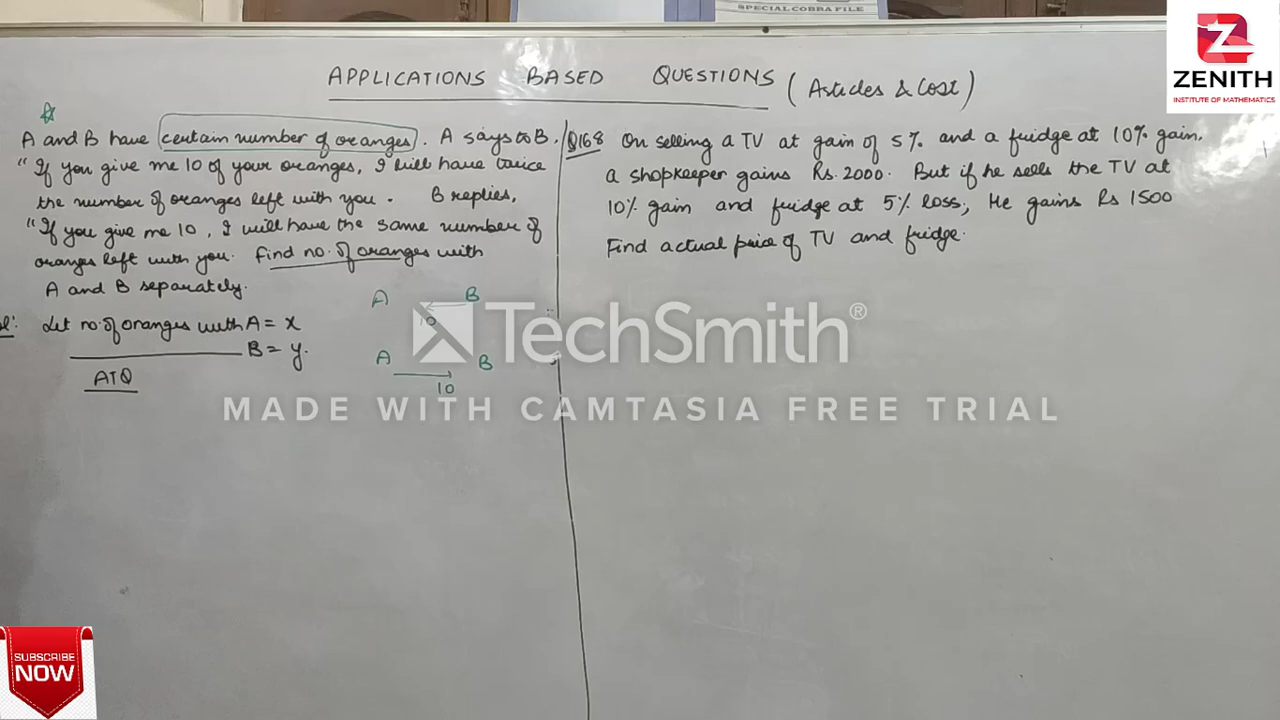 SPECIAL COBRA FILE
ZENITH
INSTITUTE OF MATHEMATICS
APPLICATIONS BASED QUESTIONS (Articles & Cost)
A and B have certain number of oranges. A says to B,
"If you give me 10 of your oranges, I will have twice
the number of oranges left with you. B replies,
"If you give me 10, I will have the same number of
oranges left with you. Find no. of oranges with
A and B separately.
Let no. of oranges with A = x
B = y.
ATQ
A B
10
A B
10
Q168 On selling a TV at gain of 5% and a fridge at 10% gain,
a shopkeeper gains Rs. 2000. But if he sells the TV at
10% gain and fridge at 5% loss, He gains Rs 1500
Find actual price of TV and fridge.
TechSmith®
MADE WITH CAMTASIA FREE TRIAL
SUBSCRIBE
NOW